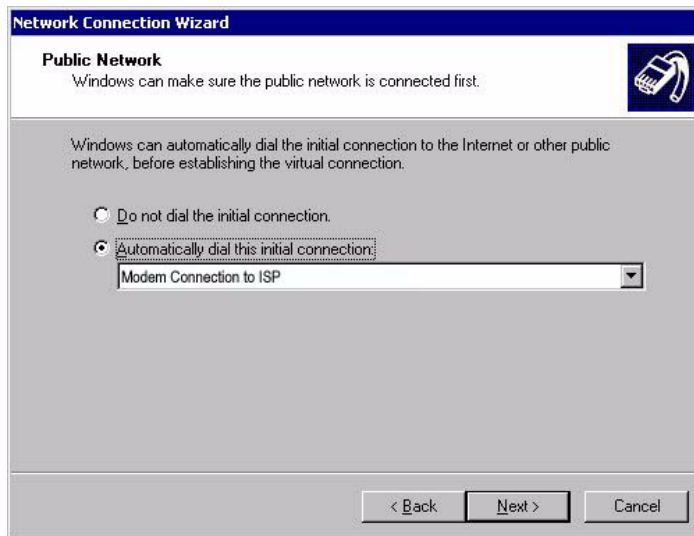 Network Connection Wizard
Public Network
Windows can make sure the public network is connected first.
Windows can automatically dial the initial connection to the Internet or other public
network, before establishing the virtual connection.
Do not dial the initial connection.
Automatically dial this initial connection:
Modem Connection to ISP
< Back
Next >
Cancel